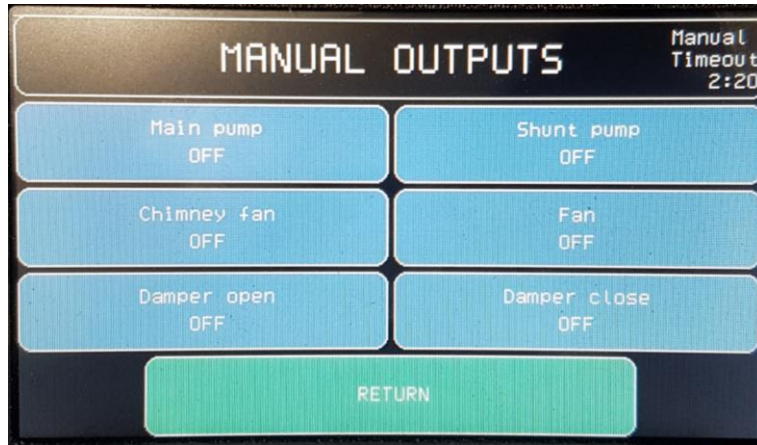 MANUAL OUTPUTS
Manual
Timeout
2:20
Main pump
OFF
Shunt pump
OFF
Chimney fan
OFF
Fan
OFF
Damper open
OFF
Damper close
OFF
RETURN